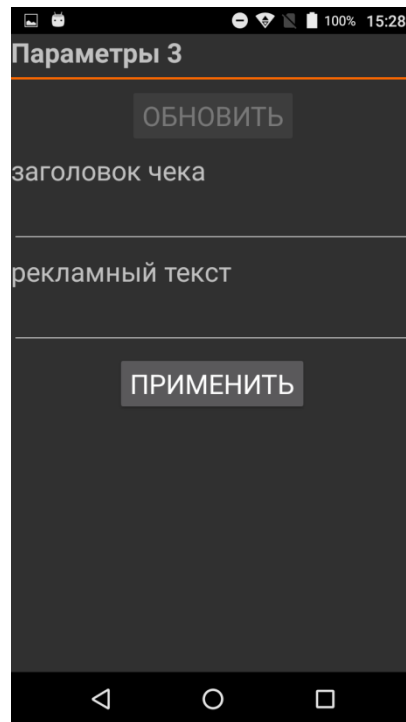 100% 15:28
Параметры 3
ОБНОВИТЬ
заголовок чека
рекламный текст
ПРИМЕНИТЬ